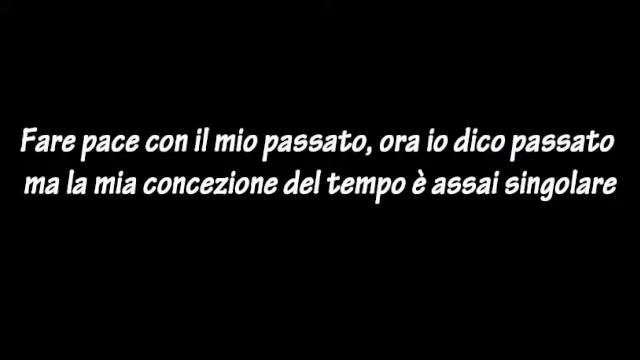 Fare pace con il mio passato, ora io dico passato
ma la mia concezione del tempo è assai singolare